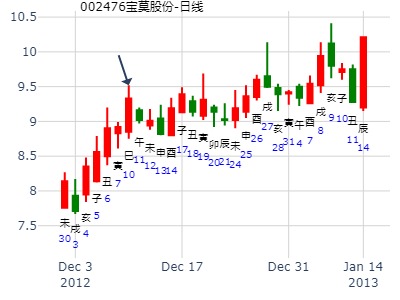 002476宝莫股份-日线
10.5
10
9.5
9
8.5
8
7.5
未
30
戌
3
亥
4
子
5
丑
6
寅
7
巳
10
午
11
未
12
申
13
酉
14
子
17
丑
18
寅
19
卯
20
辰
21
未
24
申
25
酉
26
戌
27
亥
28
寅
31
午
4
酉
7
戌
8
亥
9
子
10
丑
11
辰
14
Dec 3
2012
Dec 17
Dec 31
Jan 14
2013